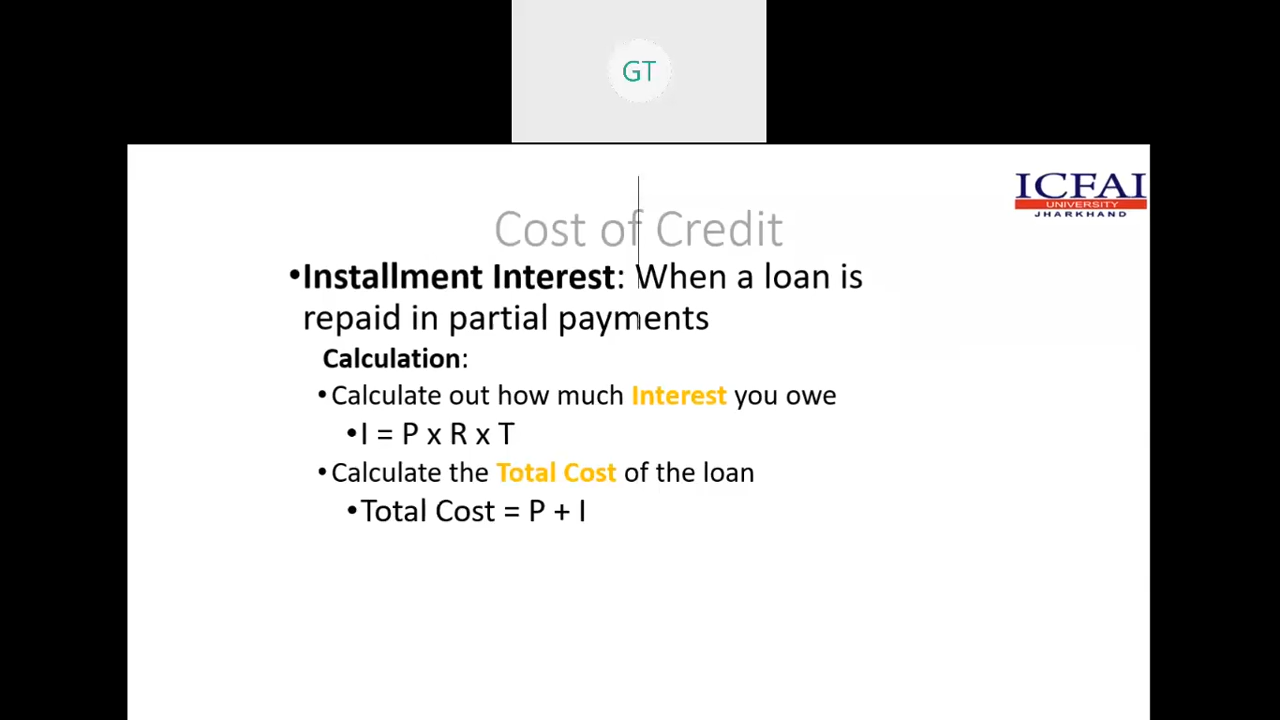 GT
ICFAI
UNIVERSITY
JHARKHAND
Cost of Credit
•Installment Interest: When a loan is
repaid in partial payments
Calculation:
•Calculate out how much Interest you owe
•I = P x R x T
•Calculate the Total Cost of the loan
•Total Cost = P + I